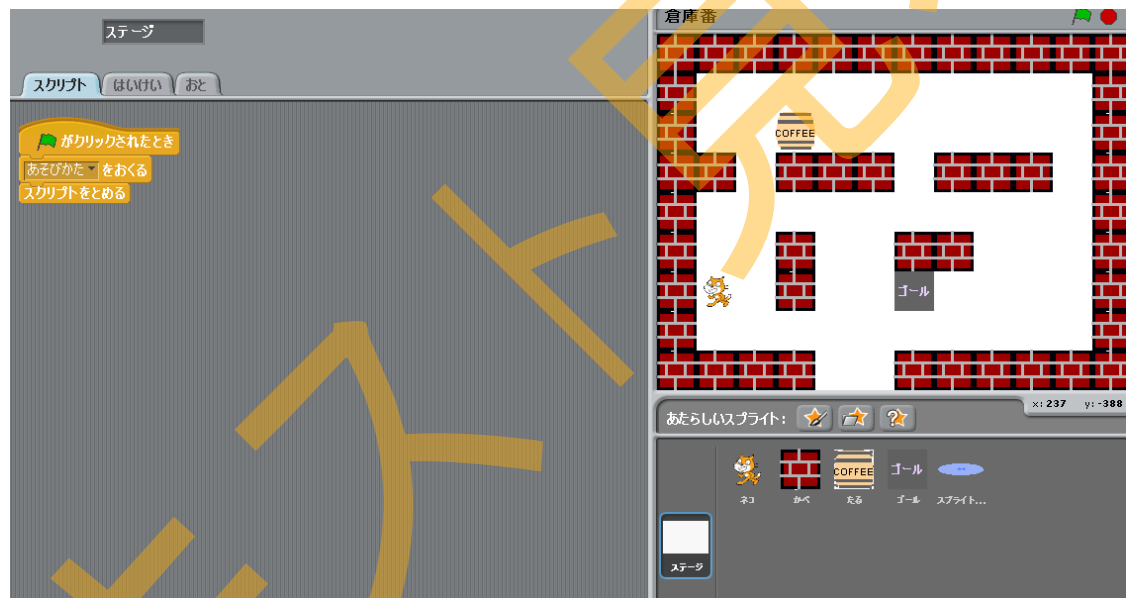 ステージ
倉庫番
スクリプト はいけい おと
がクリックされたとき
あそびかた をおくる
スクリプトをとめる
COFFEE
ゴール
x: 237 y: -388
あたらしいスプライト:
COFFEE
ゴール
ネコ かべ たる ゴール スプライト...
ステージ